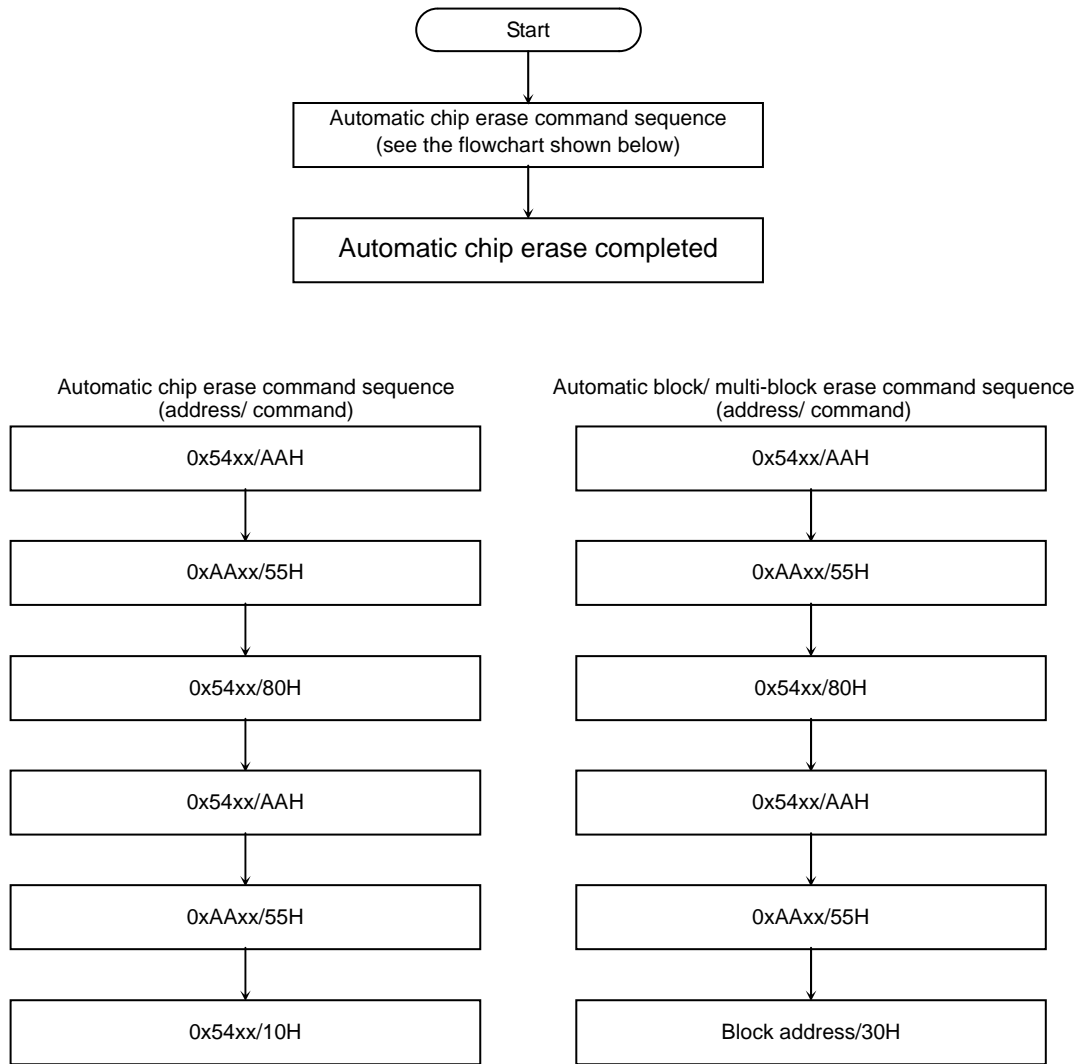 Start
Automatic chip erase command sequence
(see the flowchart shown below)
Automatic chip erase completed
Automatic chip erase command sequence
(address/ command)
0x54xx/AAH
0xAAxx/55H
0x54xx/80H
0x54xx/AAH
0xAAxx/55H
0x54xx/10H
Automatic block/ multi-block erase command sequence
(address/ command)
0x54xx/AAH
0xAAxx/55H
0x54xx/80H
0x54xx/AAH
0xAAxx/55H
Block address/30H